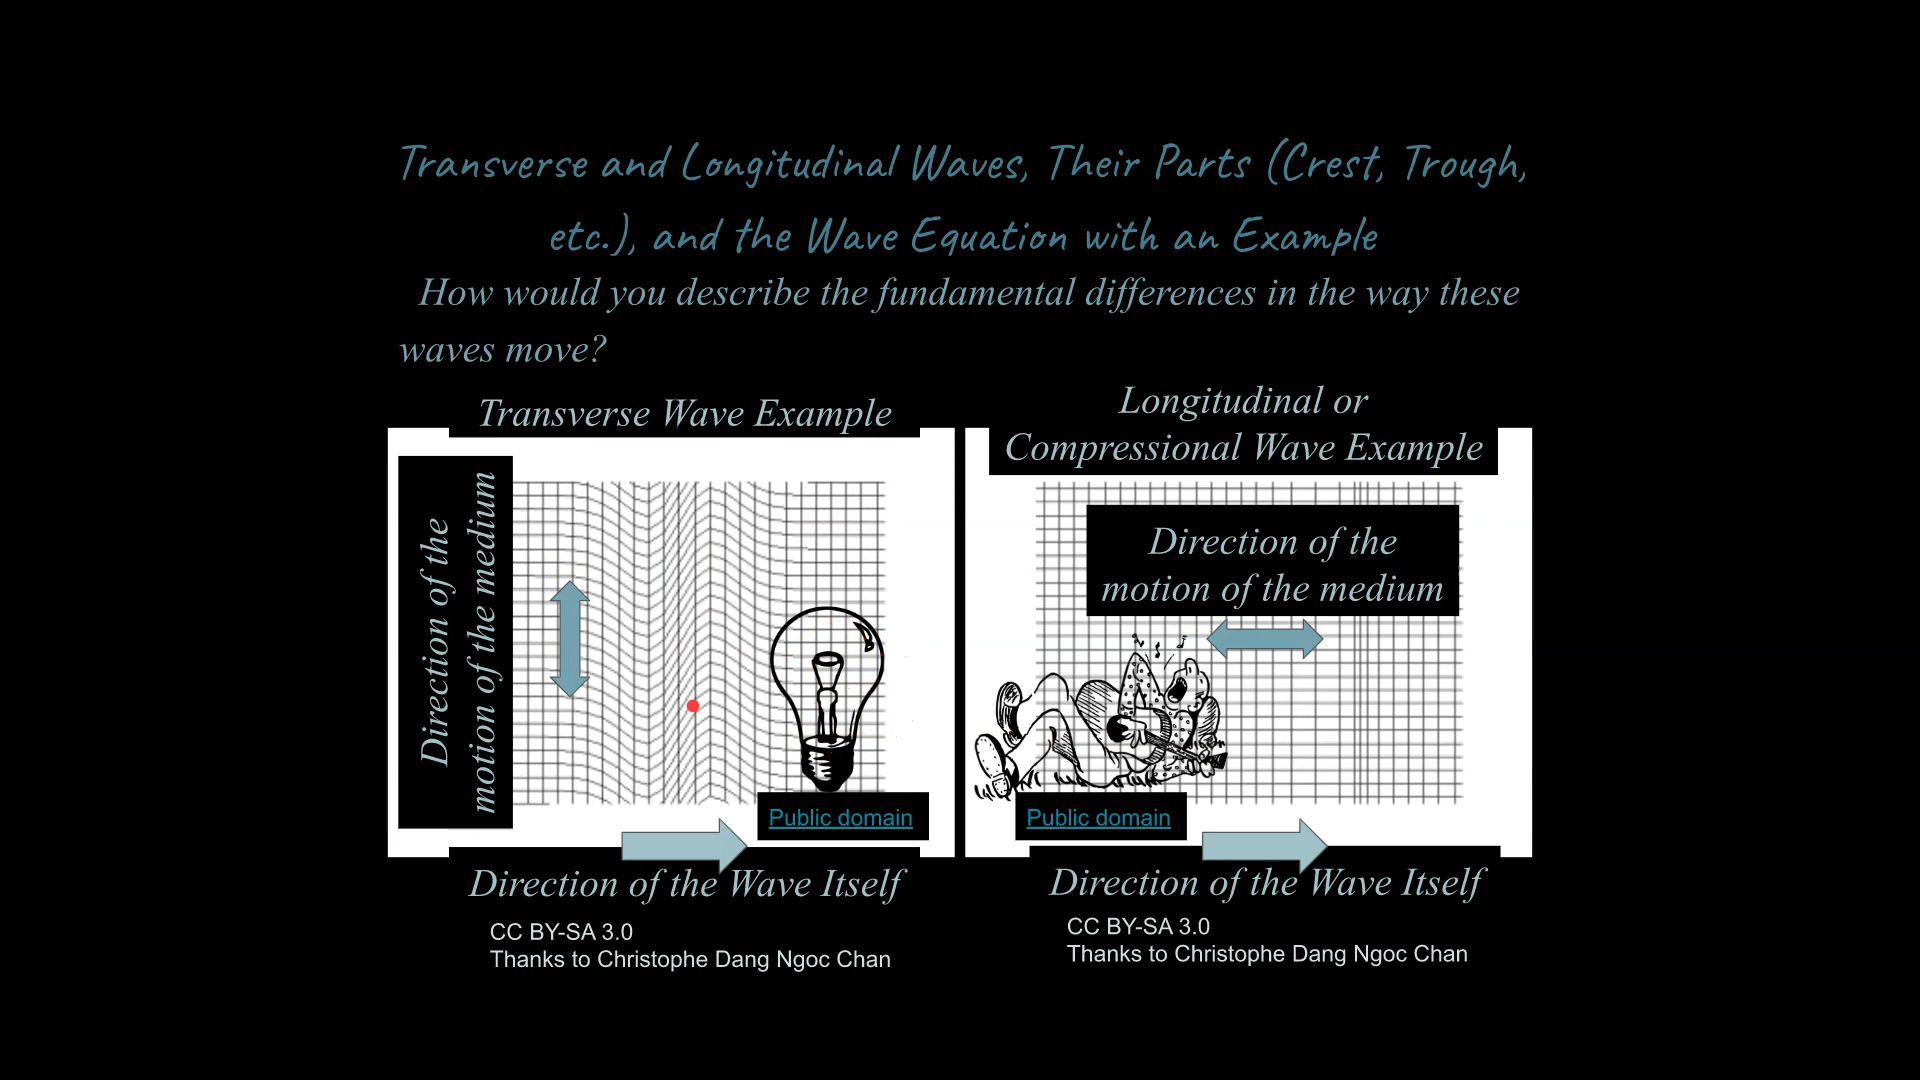 Transverse and Longitudinal Waves, Their Parts (Crest, Trough,
etc.), and the Wave Equation with an Example
How would you describe the fundamental differences in the way these
waves move?
Transverse Wave Example
Direction of the
motion of the medium
Public domain
Direction of the Wave Itself
CC BY-SA 3.0
Thanks to Christophe Dang Ngoc Chan
Longitudinal or
Compressional Wave Example
Direction of the
motion of the medium
Public domain
Direction of the Wave Itself
CC BY-SA 3.0
Thanks to Christophe Dang Ngoc Chan